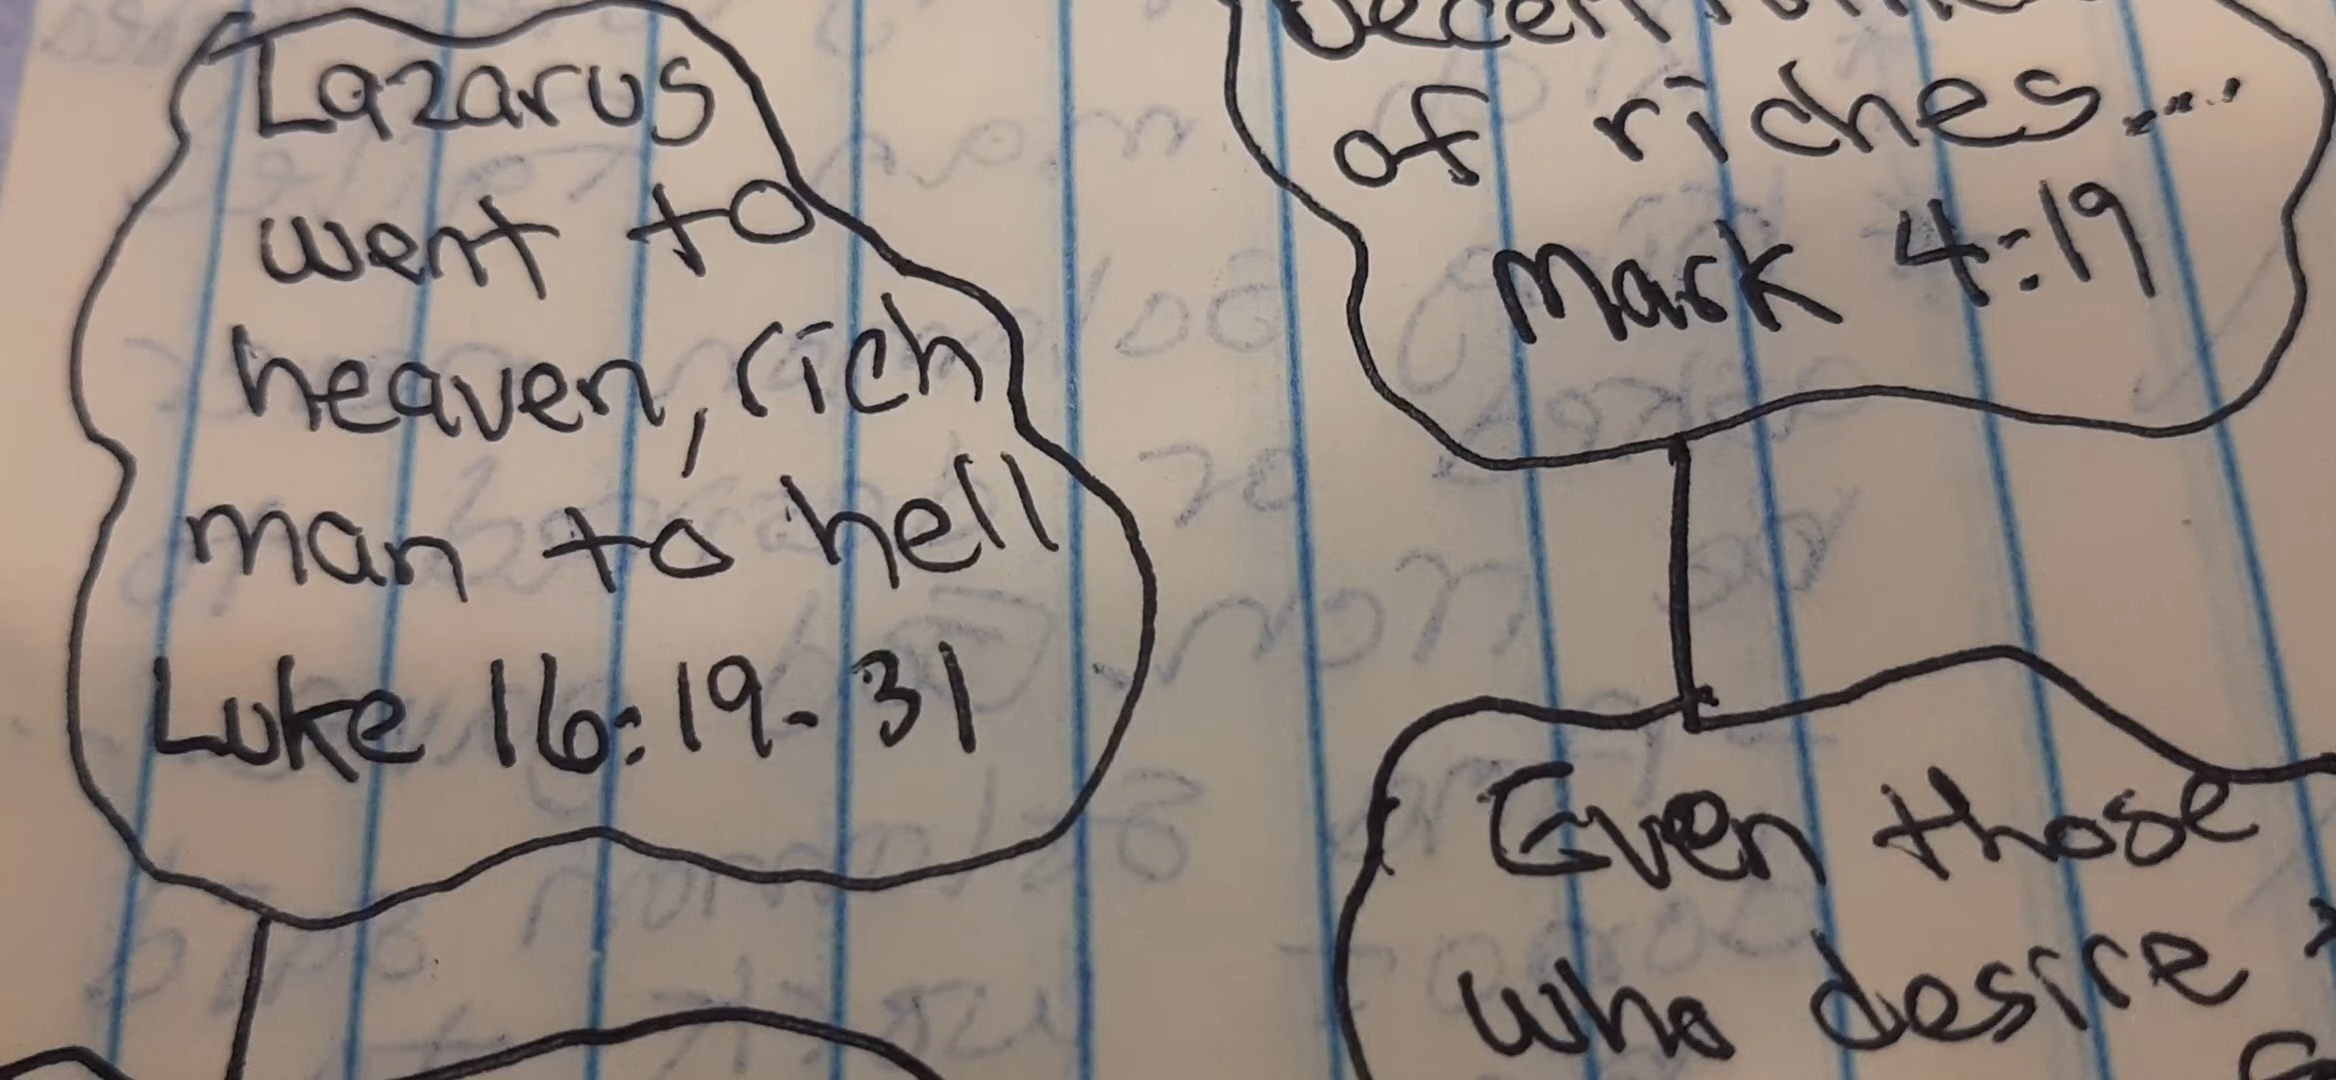 Lazarus
went to
heaven, rich
man to hell
Luke 16:19-31
of riches....
Mark 4:19
Even those
who desire